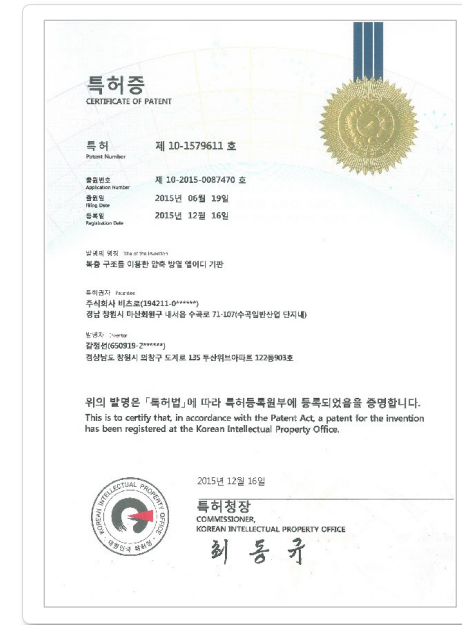 특허증
CERTIFICATE OF PATENT
특 허 제 10-1579611 호
Patent Number
출원번호 제 10-2015-0087470 호
Application Number
출원일 2015년 06월 19일
Filing Date
등록일 2015년 12월 16일
Registration Date
발명의 명칭 Title of the Invention
복층 구조를 이용한 압축 방열 엘이디 기판
특허권자 Patentee
주식회사 비츠로(194211-0******)
경남 창원시 마산회원구 내서읍 수곡로 71-107(수곡일반산업 단지내)
발명자 Inventor
감정선(650919-2******)
경상남도 창원시 의창구 도계로 135 두산위브아파트 122동903호
위의 발명은 「특허법」에 따라 특허등록원부에 등록되었음을 증명합니다.
This is to certify that, in accordance with the Patent Act, a patent for the invention
has been registered at the Korean Intellectual Property Office.
2015년 12월 16일
특허청장
COMMISSIONER,
KOREAN INTELLECTUAL PROPERTY OFFICE
최동규
KOREAN INTELLECTUAL PROPERTY OFFICE
대한민국 특허청